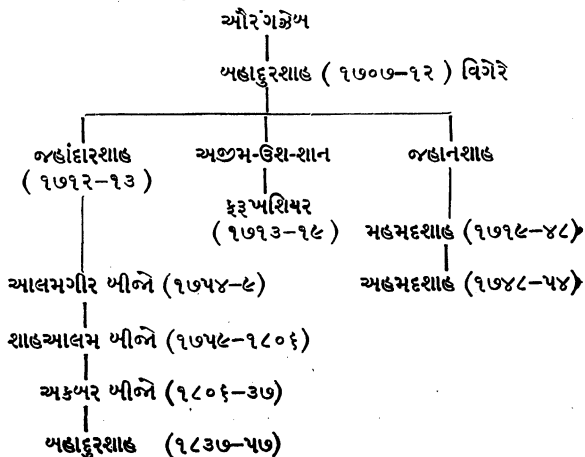 ઔરંગઝેબ
બહાદુરશાહ (૧૭૦૭-૧૨) વિગેરે
જહાંદારશાહ અજીમ-ઉશ-શાન જહાનશાહ
(૧૭૧૨-૧૩)
ફરૂખશિયર
(૧૭૧૩-૧૯) મહમદશાહ (૧૭૧૯-૪૮)
આલમગીર બીજો (૧૭૫૪-૯) અહમદશાહ (૧૭૪૮-૫૪)
શાહઆલમ બીજો (૧૭૫૯-૧૮૦૬)
અકબર બીજો (૧૮૦૬-૩૭)
બહાદુરશાહ (૧૮૩૭-૫૭)